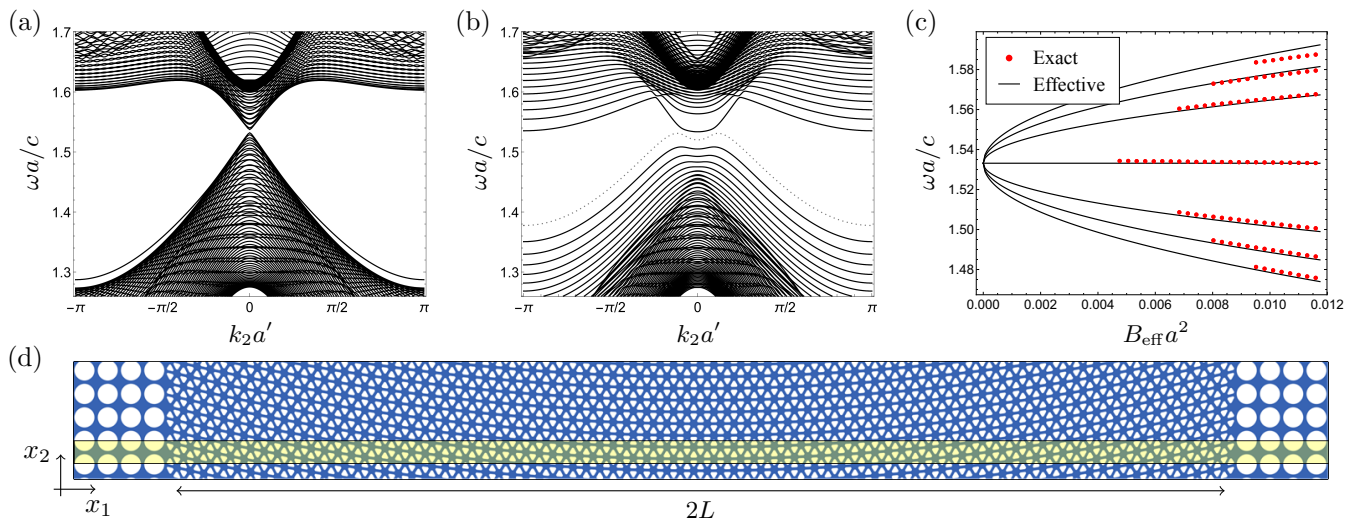 (a)
ωa/c
1.7
1.6
1.5
1.4
1.3
−π
−π/2
0
π/2
π
k₂a′
(b)
ωa/c
1.7
1.6
1.5
1.4
1.3
−π
−π/2
0
π/2
π
k₂a′
(c)
ωa/c
1.58
1.56
1.54
1.52
1.50
1.48
Exact
Effective
0.000
0.002
0.004
0.006
0.008
0.010
0.012
B_eff a²
(d)
x₂
x₁
2L